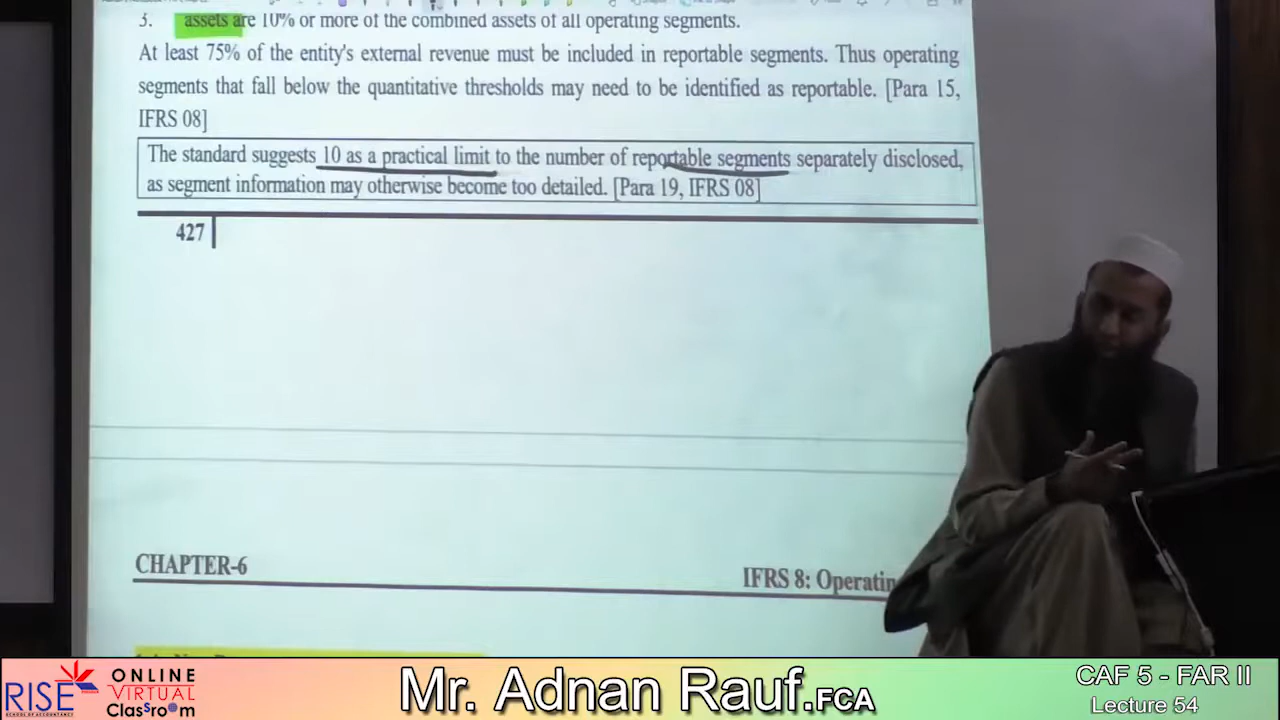 3. assets are 10% or more of the combined assets of all operating segments.
At least 75% of the entity's external revenue must be included in reportable segments. Thus operating
segments that fall below the quantitative thresholds may need to be identified as reportable. [Para 15,
IFRS 08]
The standard suggests 10 as a practical limit to the number of reportable segments separately disclosed,
as segment information may otherwise become too detailed. [Para 19, IFRS 08]
427
CHAPTER-6
IFRS 8: Operatin
RISE
SCHOOL OF ACCOUNTANCY
ONLINE
VIRTUAL
Classroom
Mr. Adnan Rauf.FCA
CAF 5 - FAR II
Lecture 54